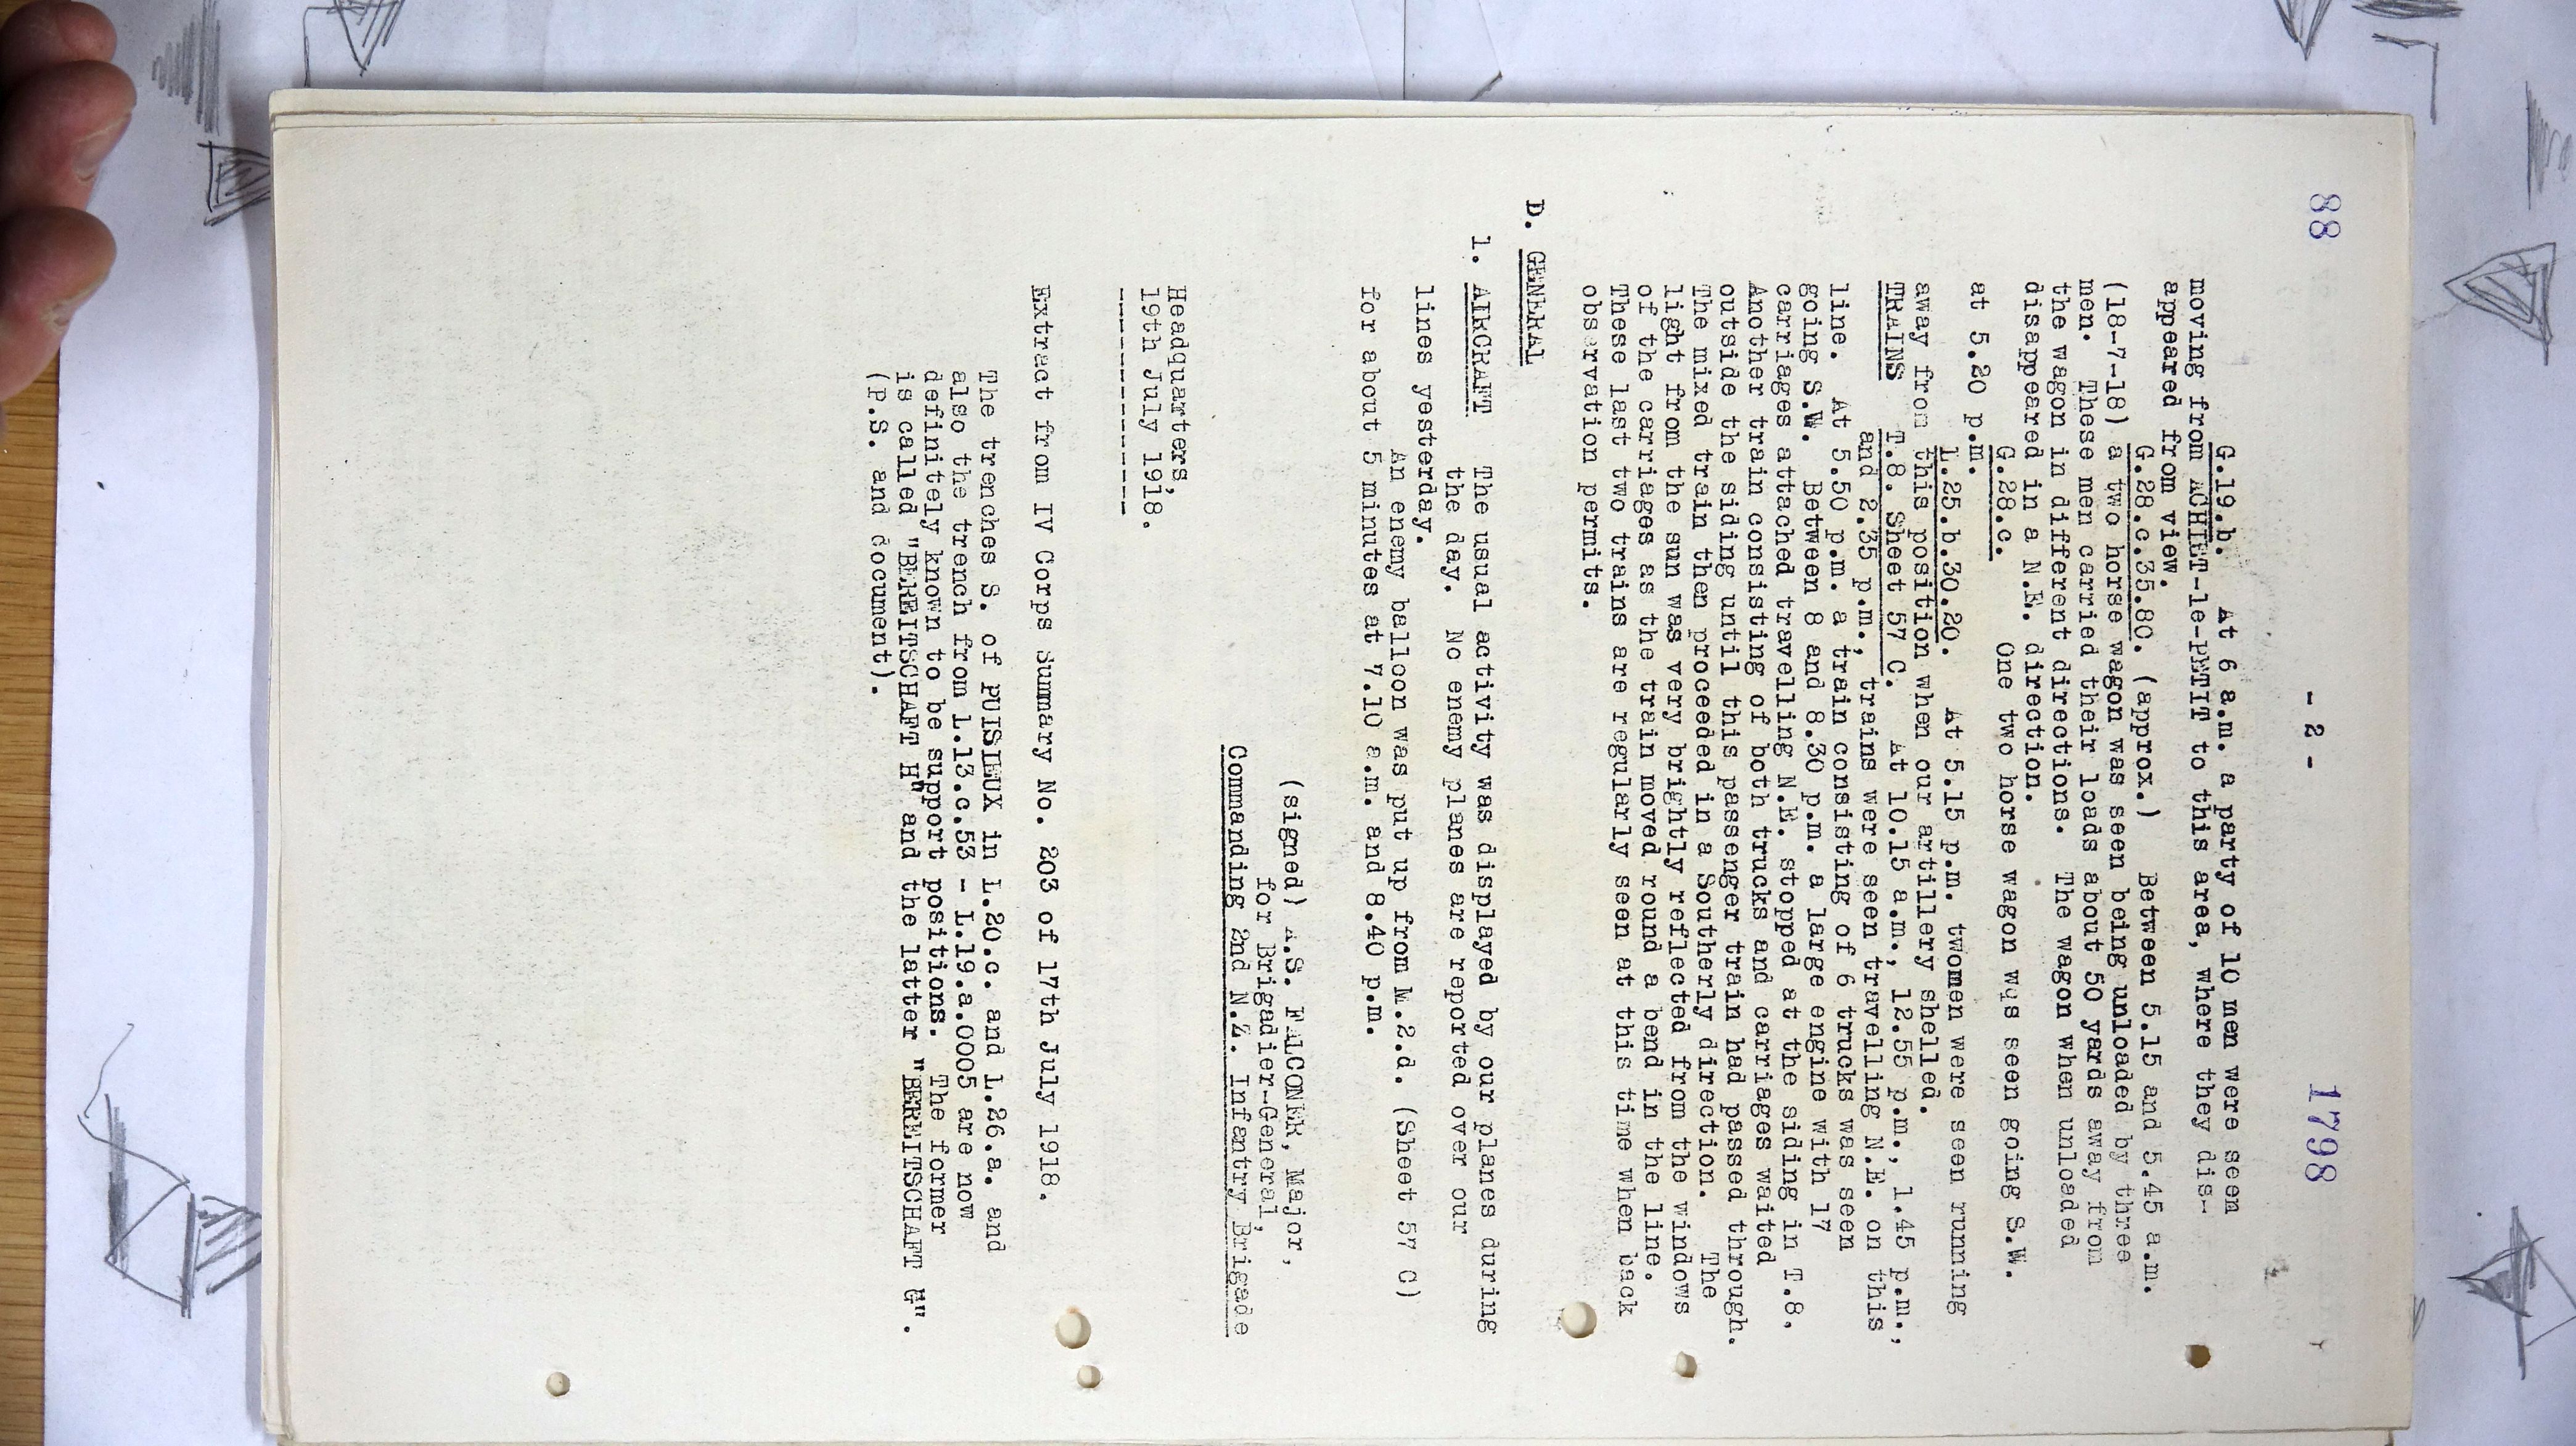 88
- 2 -
1798
G.19.b. At 6 a.m. a party of 10 men were seen
moving from ACHIET-le-PETIT to this area, where they dis-
appeared from view.
G.28.c.35.80. (approx.) Between 5.15 and 5.45 a.m.
(18-7-18) a two horse wagon was seen being unloaded by three
men. These men carried their loads about 50 yards away from
the wagon in different directions. The wagon when unloaded
disappeared in a N.E. direction.
G.28.c. One two horse wagon was seen going S.W.
at 5.20 p.m.
L.25.b.30.20. At 5.15 p.m. twomen were seen running
away from this position when our artillery shelled.
TRAINS T.8. Sheet 57 C. At 10.15 a.m., 12.55 p.m., 1.45 p.m.,
and 2.35 p.m., trains were seen travelling N.E. on this
line. At 5.50 p.m. a train consisting of 6 trucks was seen
going S.W. Between 8 and 8.30 p.m. a large engine with 17
carriages attached travelling N.E. stopped at the siding in T.8.
Another train consisting of both trucks and carriages waited
outside the siding until this passenger train had passed through.
The mixed train then proceeded in a Southerly direction. The
light from the sun was very brightly reflected from the windows
of the carriages as the train moved round a bend in the line.
These last two trains are regularly seen at this time when back
observation permits.
D. GENERAL
1. AIRCRAFT The usual activity was displayed by our planes during
the day. No enemy planes are reported over our
lines yesterday.
An enemy balloon was put up from M.2.d. (Sheet 57 C)
for about 5 minutes at 7.10 a.m. and 8.40 p.m.
(signed) A.S. FALCONER, Major,
for Brigadier-General,
Commanding 2nd N.Z. Infantry Brigade
Headquarters,
19th July 1918.
---------------
Extract from IV Corps Summary No. 203 of 17th July 1918.
The trenches S. of PUISIEUX in L.20.c. and L.26.a. and
also the trench from L.13.c.53 - L.19.a.0005 are now
definitely known to be support positions. The former
is called "BEREITSCHAFT H" and the latter "BEREITSCHAFT G".
(P.S. and document).